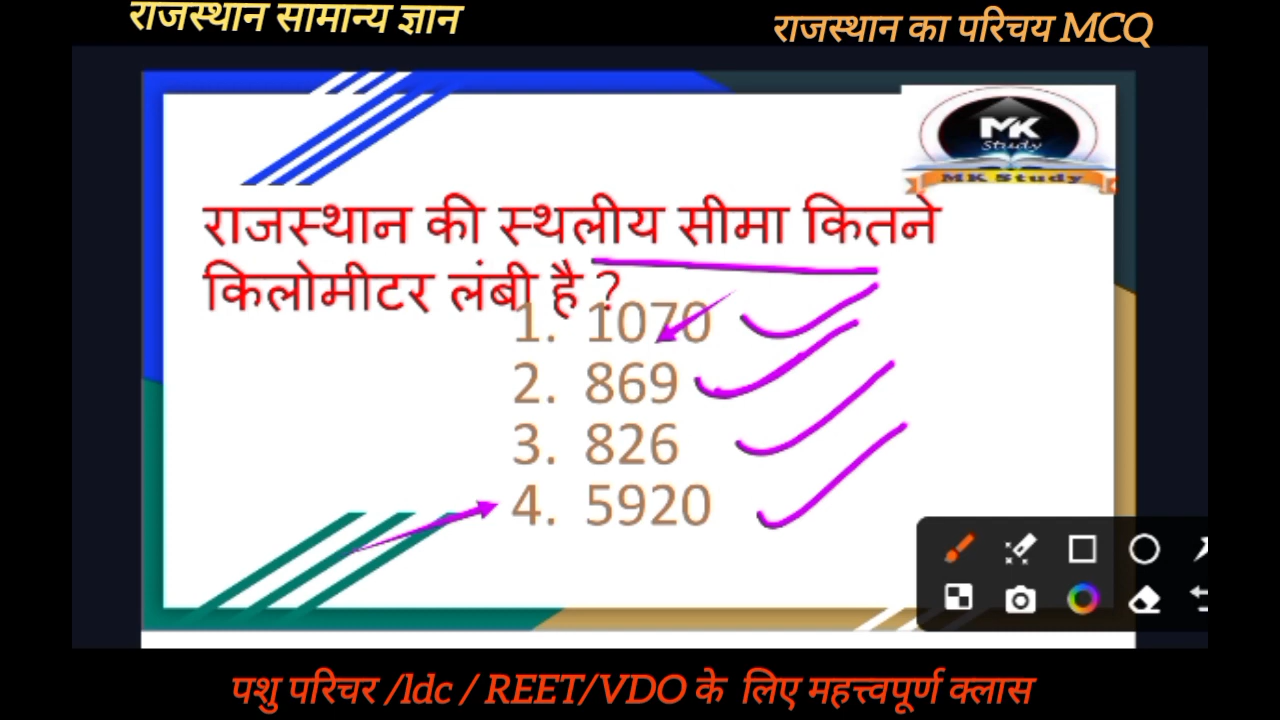 राजस्थान सामान्य ज्ञान
राजस्थान का परिचय MCQ
MK
Study
MK Study
राजस्थान की स्थलीय सीमा कितने
किलोमीटर लंबी है ?
1. 1070
2. 869
3. 826
4. 5920
पशु परिचर /ldc / REET/VDO के लिए महत्त्वपूर्ण क्लास